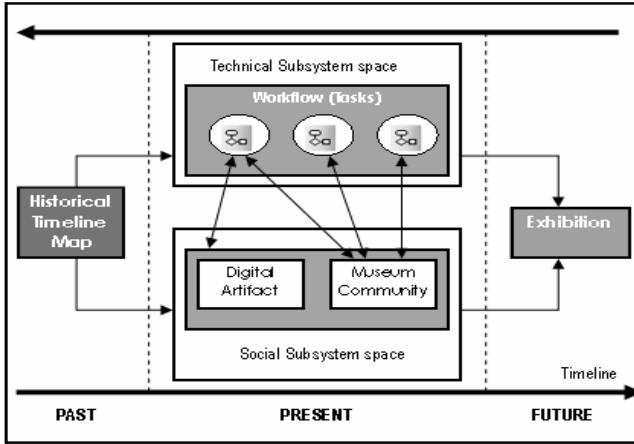 Technical Subsystem space
Workflow (Tasks)
Historical
Timeline
Map
Exhibition
Digital
Artifact
Museum
Community
Social Subsystem space
Timeline
PAST
PRESENT
FUTURE